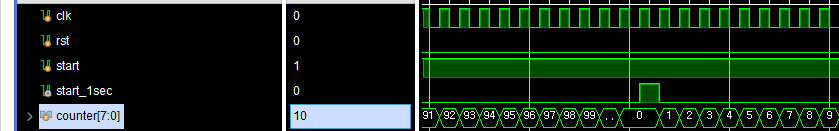 clk 0
rst 0
start 1
start_1sec 0
counter[7:0] 10 91 92 93 94 95 96 97 98 99 ... 0 1 2 3 4 5 6 7 8 9